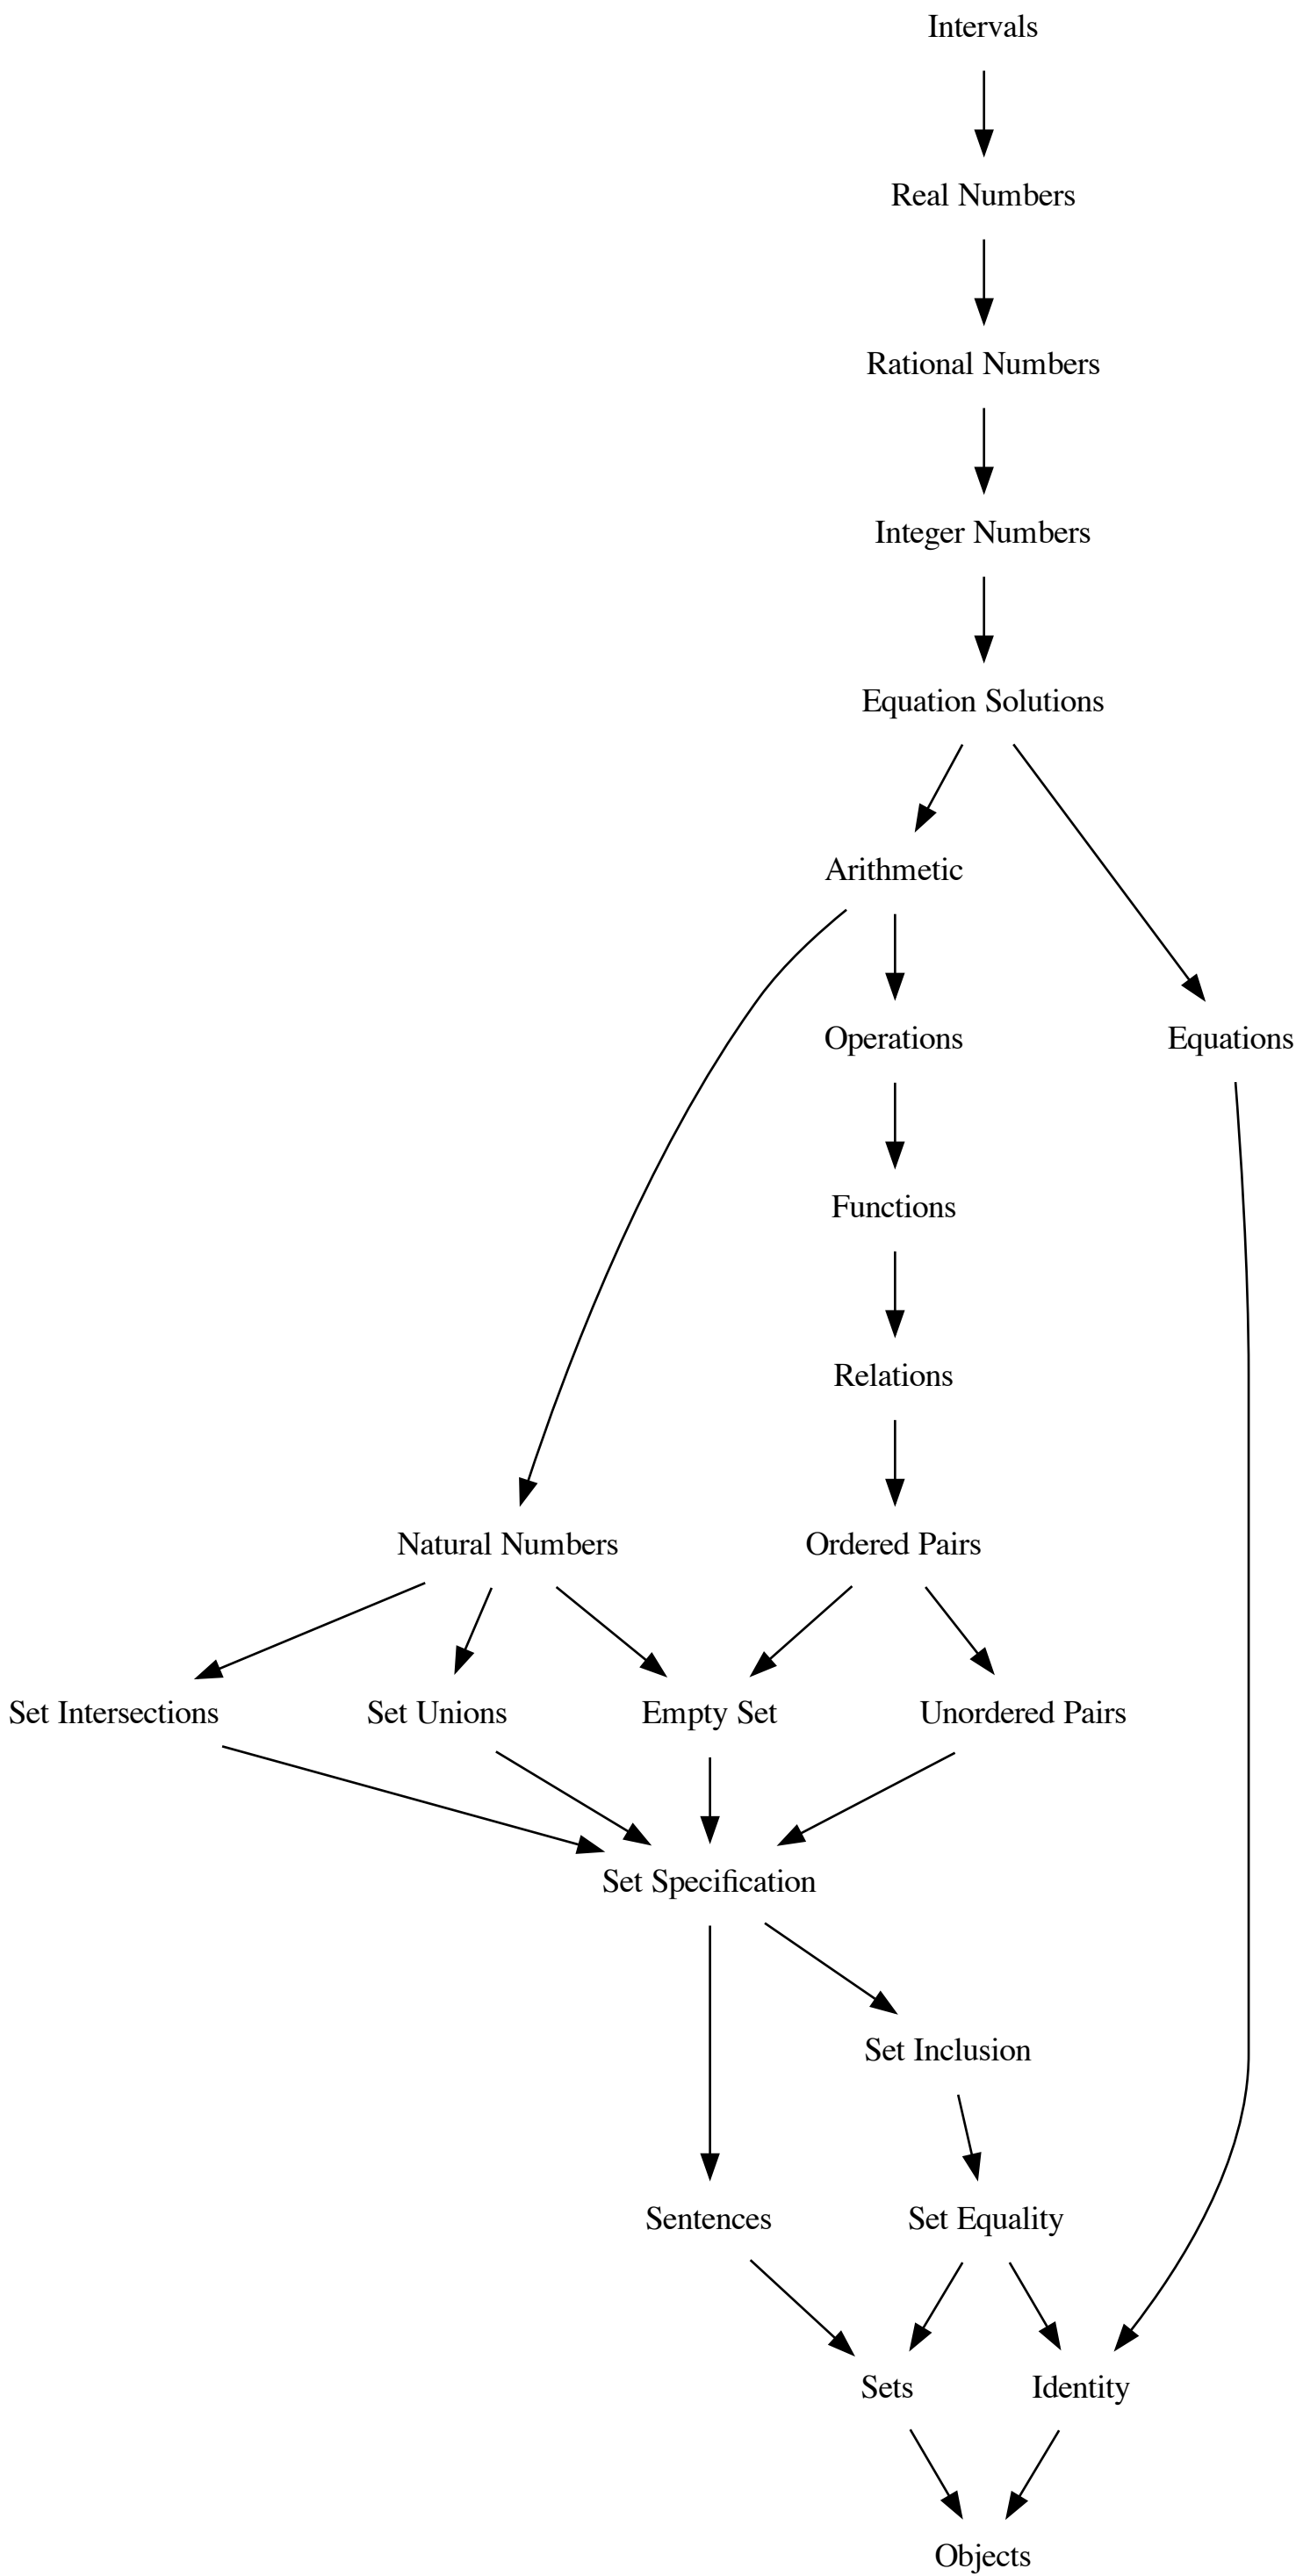 Intervals
Real Numbers
Rational Numbers
Integer Numbers
Equation Solutions
Arithmetic
Operations
Equations
Functions
Relations
Natural Numbers
Ordered Pairs
Set Intersections
Set Unions
Empty Set
Unordered Pairs
Set Specification
Set Inclusion
Sentences
Set Equality
Sets
Identity
Objects